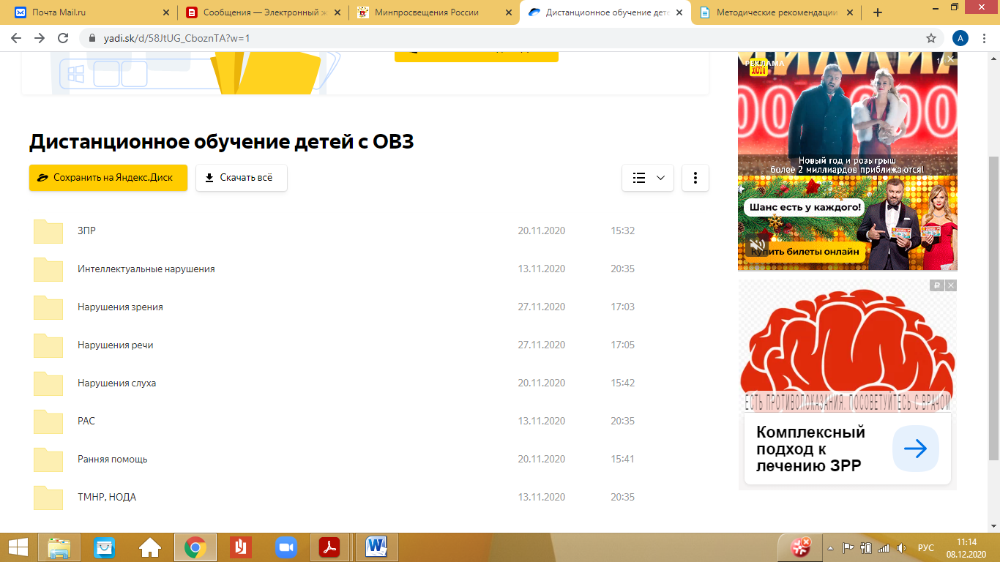 Почта Mail.ru
Сообщения — Электронный ж
Минпросвещения России
Дистанционное обучение дете
Методические рекомендации
yadi.sk/d/58JtUG_CboznTA?w=1
А
Дистанционное обучение детей с ОВЗ
Сохранить на Яндекс.Диск
Скачать всё
ЗПР 20.11.2020 15:32
Интеллектуальные нарушения 13.11.2020 20:35
Нарушения зрения 27.11.2020 17:03
Нарушения речи 27.11.2020 17:05
Нарушения слуха 20.11.2020 15:42
РАС 13.11.2020 20:35
Ранняя помощь 20.11.2020 15:41
ТМНР, НОДА 13.11.2020 20:35
РЕКЛАМА
Новый год и розыгрыш
более 2 миллиардов приближаются!
Шанс есть у каждого!
Купить билеты онлайн
ЕСТЬ ПРОТИВОПОКАЗАНИЯ. ПОСОВЕТУЙТЕСЬ С ВРАЧОМ
Комплексный
подход к
лечению ЗРР
РУС
11:14
08.12.2020